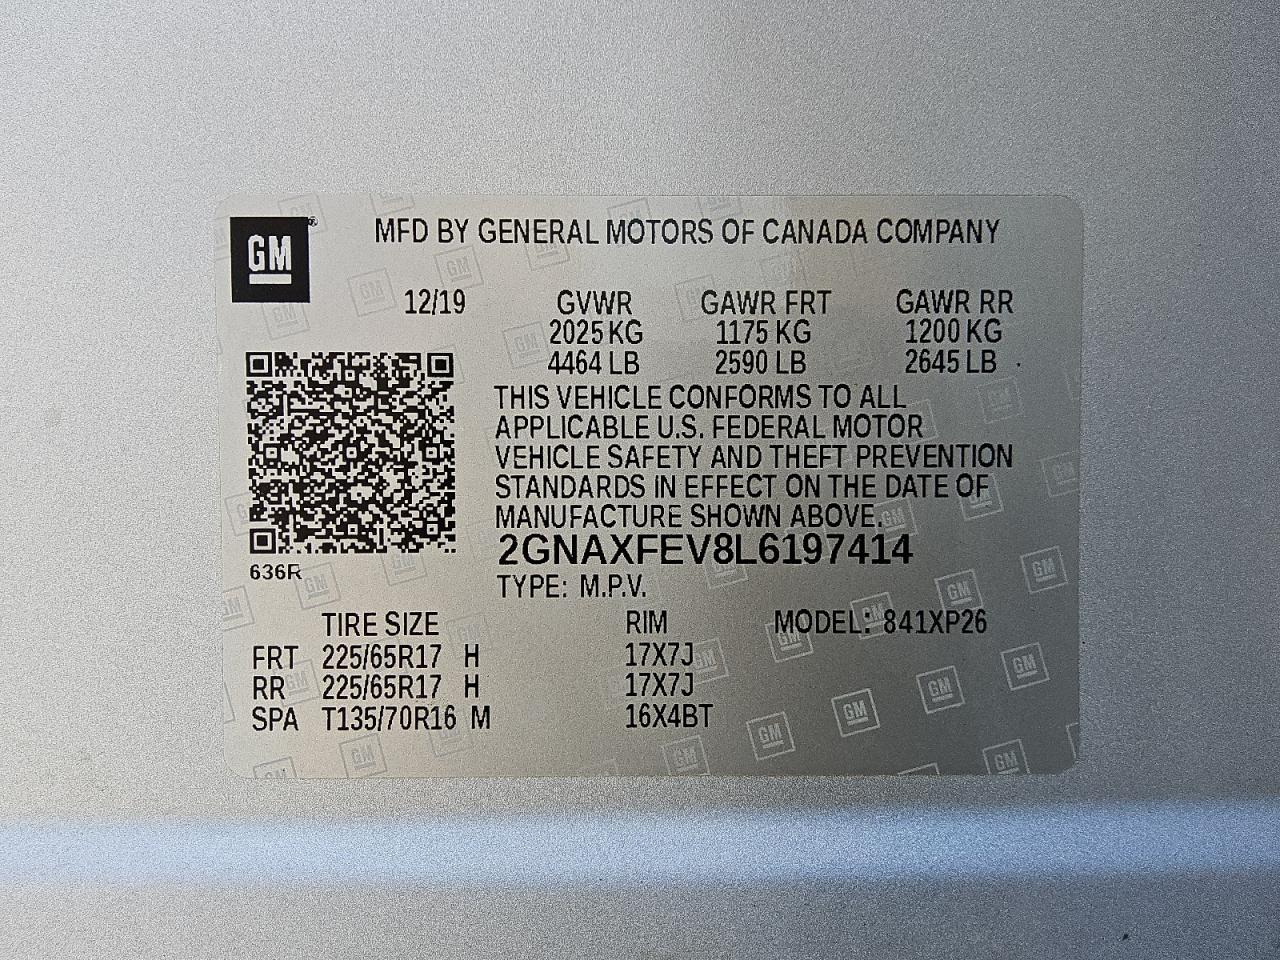 GM®
MFD BY GENERAL MOTORS OF CANADA COMPANY
12/19 GVWR GAWR FRT GAWR RR
2025 KG 1175 KG 1200 KG
4464 LB 2590 LB 2645 LB
THIS VEHICLE CONFORMS TO ALL
APPLICABLE U.S. FEDERAL MOTOR
VEHICLE SAFETY AND THEFT PREVENTION
STANDARDS IN EFFECT ON THE DATE OF
MANUFACTURE SHOWN ABOVE.
2GNAXFEV8L6197414
636R
TYPE: M.P.V.
TIRE SIZE RIM MODEL: 841XP26
FRT 225/65R17 H 17X7J
RR 225/65R17 H 17X7J
SPA T135/70R16 M 16X4BT